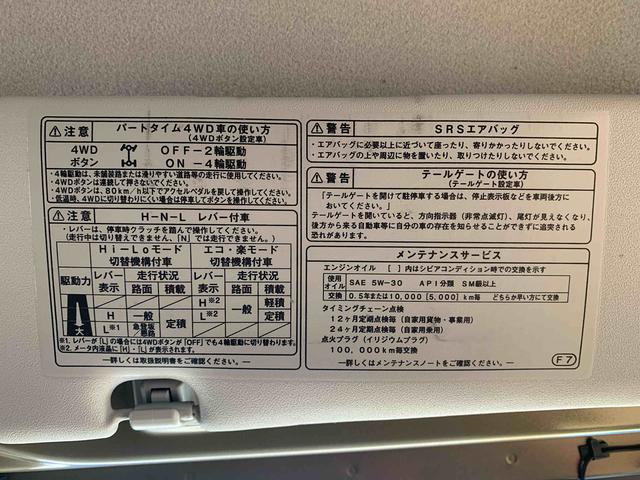 ⚠注意 パートタイム4WD車の使い方
(4WDボタン設定車)
4WD OFF-2輪駆動
ボタン ON -4輪駆動
・4輪駆動は、未舗装路または滑りやすい道路等の走行に使用してください。
・4WDボタンは連続して押さないでください。
・4WDボタンは、80km/h以下でアクセルペダルを戻して操作してください。
・低温時、4WDに切り替わりにくい場合は停車してボタンを操作してください。
⚠注意 H-N-L レバー付車
・レバーは、停車時クラッチを踏んで操作してください。
(走行中は切り替わりません、「N」では走行できません。)
Hi-Loモード エコ・楽モード
切替機構付車 切替機構付車
駆動力 レバー 走行状況 レバー 走行状況
表示 路面 積載 表示 路面 積載
H※2 一般 軽積
H 一般 定積 L※2 定積
大 L※1 急登坂
※1.レバーが「L」の場合には4WDボタンが「OFF」でも4輪駆動に切り替わります。
※2.メータ内液晶に「H」・「L」が表示されます。
―詳しくは取扱説明書をご確認ください。―
⚠警告 SRSエアバッグ
・エアバッグに必要以上に近づいて座ったり、寄りかかったりしないでください。
・エアバッグの上や周辺に物を置いたり、取りつけたりしないでください。
⚠警告 テールゲートの使い方
(テールゲート設定車)
「テールゲートを開けて駐停車する場合は、停止表示板などを車両後方に
おいてください。」
テールゲートを開いていると、方向指示器(非常点滅灯)、尾灯が見えなくなり、
後方から来る自動車等に自分の車の存在を知らせることができずに追突される
恐れがあります。
メンテナンスサービス
エンジンオイル [ ]内はシビアコンディション時での交換を示す
使用オイル SAE 5W-30 API分類 SM級以上
交換 0.5年または10,000[5,000]km毎 どちらか早い方にて交換
タイミングチェーン点検
12ヶ月定期点検毎(自家用貨物・事業用)
24ヶ月定期点検毎(自家用乗用)
点火プラグ(イリジウムプラグ)
100,000km毎交換
―詳しくはメンテナンスノートをご確認ください。―
F7